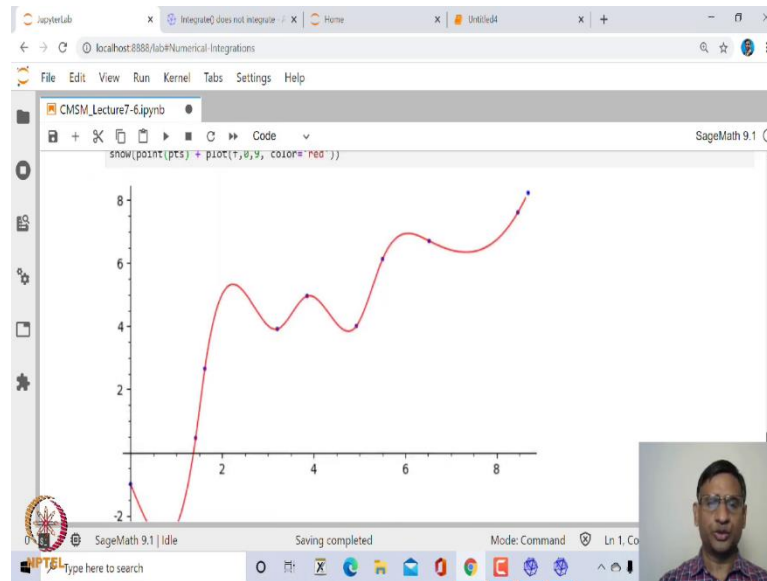 JupyterLab
Integrate() does not integrate
Home
Untitled4
localhost:8888/lab#Numerical-Integrations
File Edit View Run Kernel Tabs Settings Help
CMSM_Lecture7-6.ipynb
Code
SageMath 9.1
show(point(pts) + plot(f,0,9, color='red'))
8
6
4
2
-2
2 4 6 8
SageMath 9.1 | Idle Saving completed Mode: Command Ln 1, Co
NPTEL
Type here to search